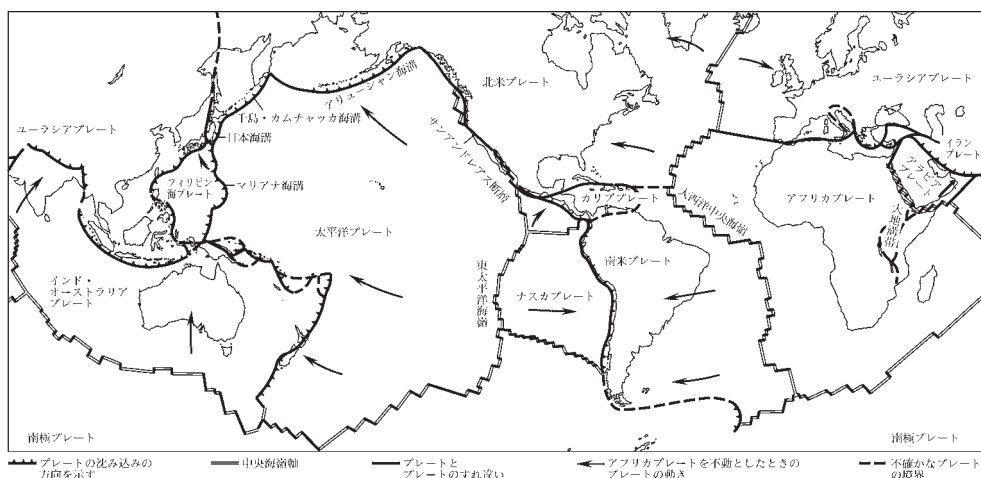 アリューシャン海溝
千島・カムチャッカ海溝
日本海溝
ユーラシアプレート
フィリピン
海プレート
マリアナ海溝
インド・
オーストラリア
プレート
太平洋プレート
北米プレート
サンアンドレアス断層
カリブプレート
大西洋中央海嶺
東太平洋海嶺
ナスカプレート
南米プレート
ユーラシアプレート
イラン
プレート
アラビア
プレート
アフリカプレート
大地溝帯
南極プレート
南極プレート
プレートの沈み込みの
方向を示す
中央海嶺軸
プレートと
プレートのすれ違い
アフリカプレートを不動としたときの
プレートの動き
不確かなプレート
の境界